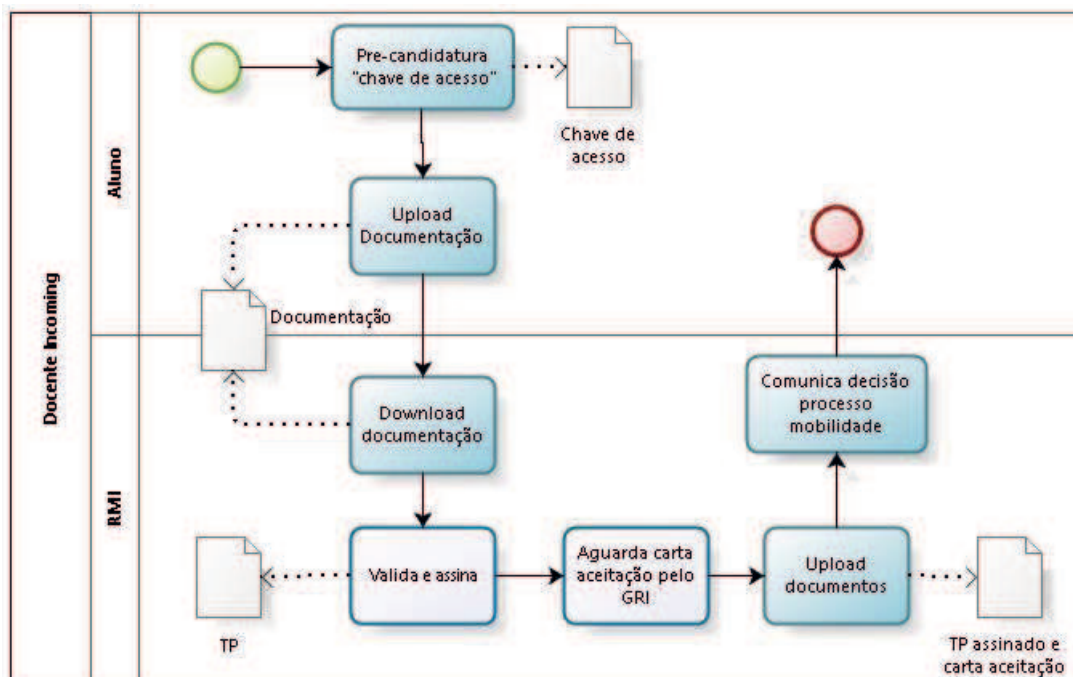 Docente Incoming
Aluno
Pre-candidatura
"chave de acesso"
Chave de
acesso
Upload
Documentação
Documentação
RMI
Download
documentação
Comunica decisão
processo
mobilidade
Valida e assina
Aguarda carta
aceitação pelo
GRI
Upload
documentos
TP
TP assinado e
carta aceitação